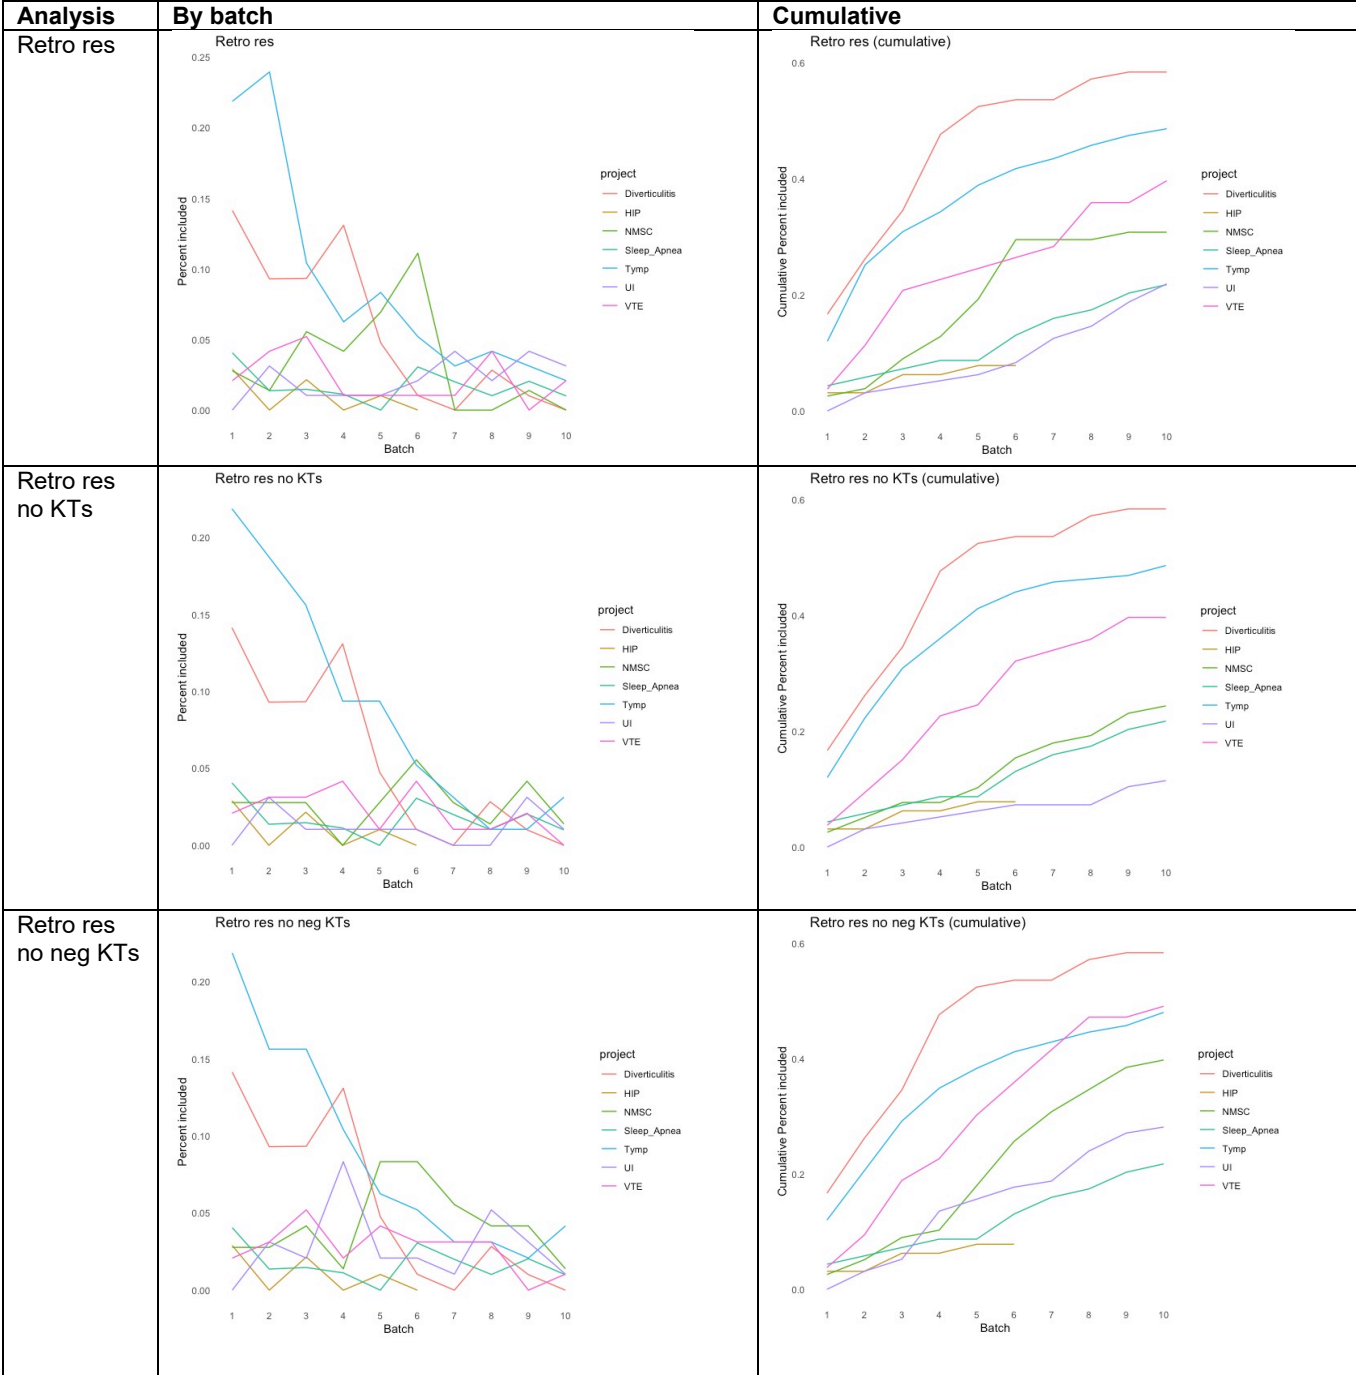 Analysis By batch Cumulative
Retro res
Retro res
0.25
0.20
0.15
0.10
0.05
0.00
Percent included
1 2 3 4 5 6 7 8 9 10
Batch
project
Diverticulitis
HIP
NMSC
Sleep_Apnea
Tymp
UI
VTE
Retro res (cumulative)
0.6
0.4
0.2
0.0
Cumulative Percent included
1 2 3 4 5 6 7 8 9 10
Batch
project
Diverticulitis
HIP
NMSC
Sleep_Apnea
Tymp
UI
VTE
Retro res
no KTs
Retro res no KTs
0.20
0.15
0.10
0.05
0.00
Percent included
1 2 3 4 5 6 7 8 9 10
Batch
project
Diverticulitis
HIP
NMSC
Sleep_Apnea
Tymp
UI
VTE
Retro res no KTs (cumulative)
0.6
0.4
0.2
0.0
Cumulative Percent included
1 2 3 4 5 6 7 8 9 10
Batch
project
Diverticulitis
HIP
NMSC
Sleep_Apnea
Tymp
UI
VTE
Retro res
no neg KTs
Retro res no neg KTs
0.20
0.15
0.10
0.05
0.00
Percent included
1 2 3 4 5 6 7 8 9 10
Batch
project
Diverticulitis
HIP
NMSC
Sleep_Apnea
Tymp
UI
VTE
Retro res no neg KTs (cumulative)
0.6
0.4
0.2
0.0
Cumulative Percent included
1 2 3 4 5 6 7 8 9 10
Batch
project
Diverticulitis
HIP
NMSC
Sleep_Apnea
Tymp
UI
VTE